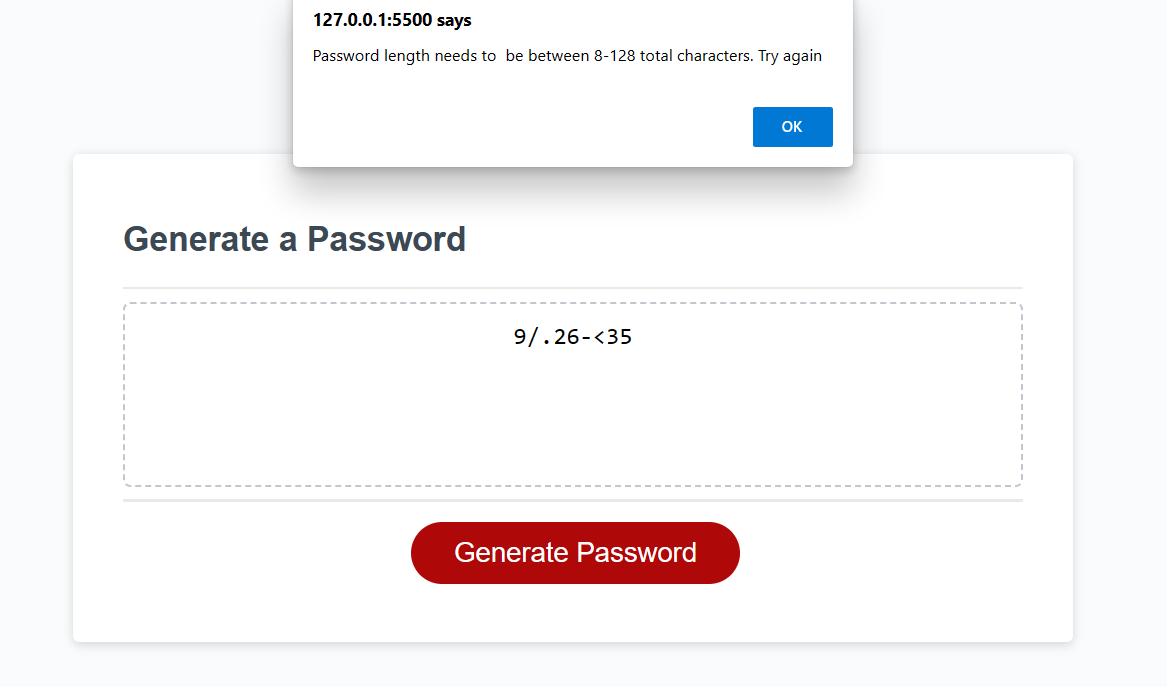 127.0.0.1:5500 says
Password length needs to  be between 8-128 total characters. Try again
OK
Generate a Password
9/.26-<35
Generate Password